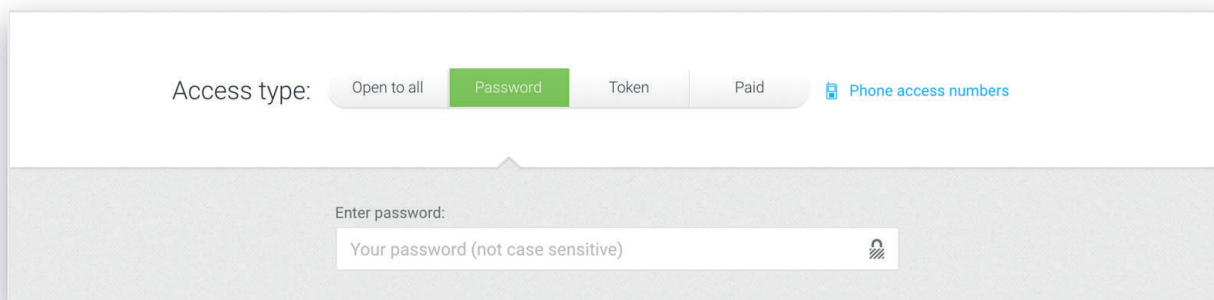 Access type: Open to all Password Token Paid Phone access numbers
Enter password:
Your password (not case sensitive)